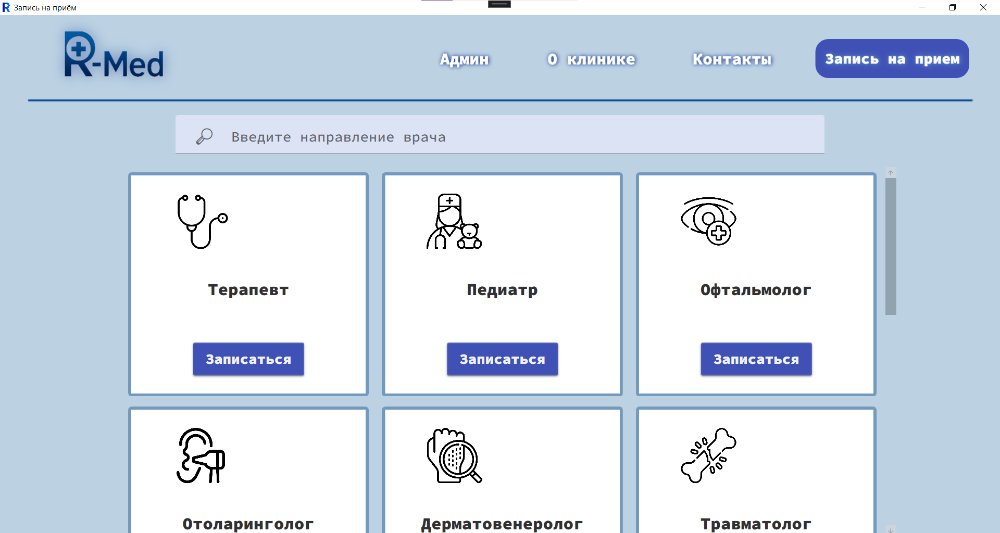 Запись на приём
R-Med
Админ
О клинике
Контакты
Запись на прием
Введите направление врача
Терапевт
Педиатр
Офтальмолог
Записаться
Записаться
Записаться
Отоларинголог
Дерматовенеролог
Травматолог